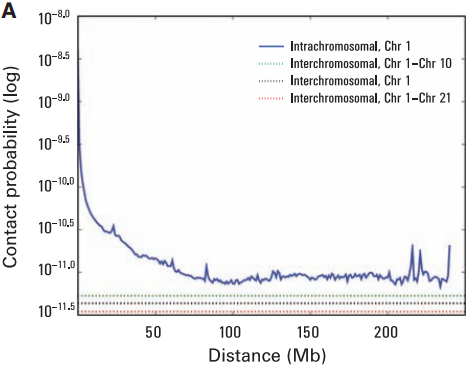 A
Contact probability (log)
10^−8.0
10^−8.5
10^−9.0
10^−9.5
10^−10.0
10^−10.5
10^−11.0
10^−11.5
Intrachromosomal, Chr 1
Interchromosomal, Chr 1−Chr 10
Interchromosomal, Chr 1
Interchromosomal, Chr 1−Chr 21
50
100
150
200
Distance (Mb)